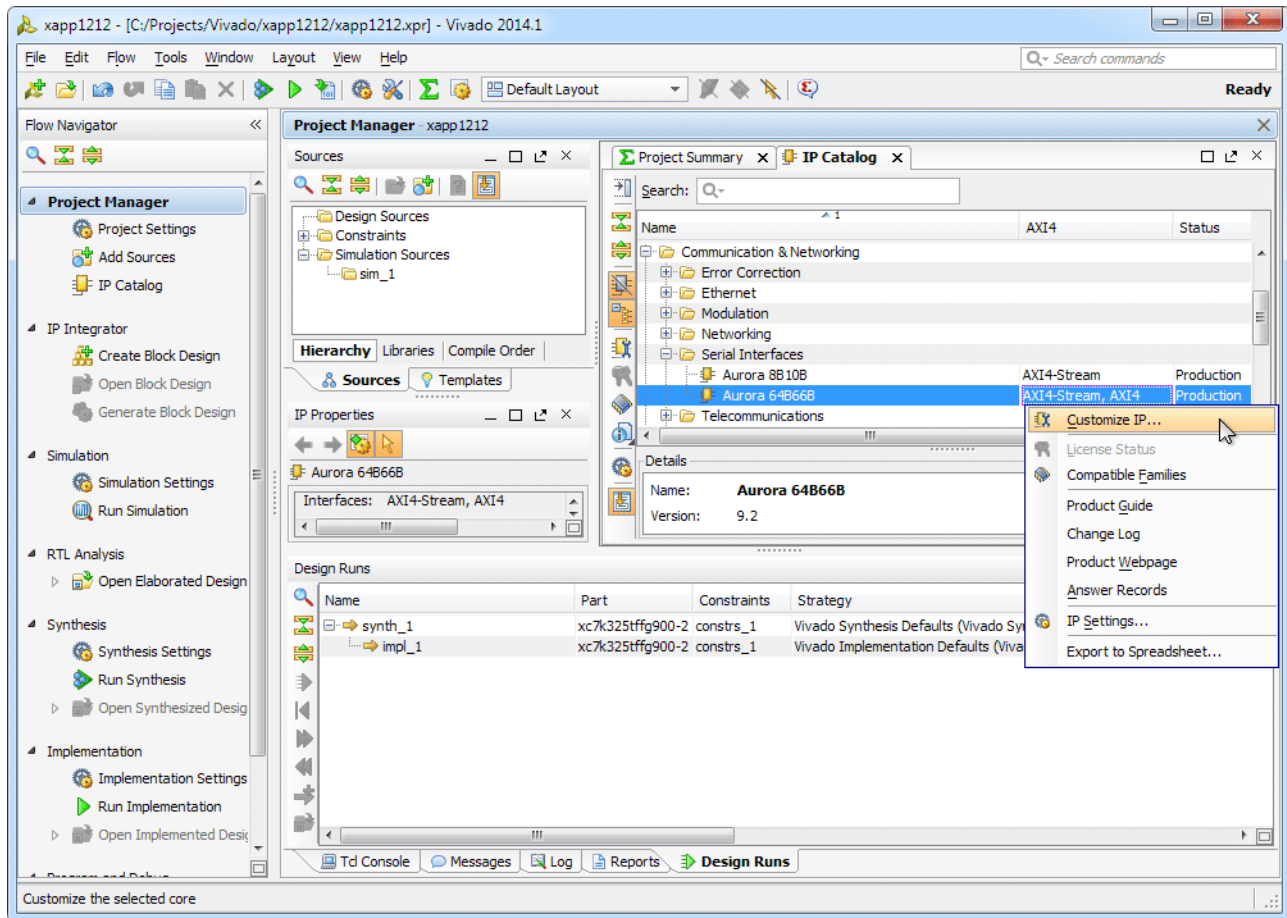 xapp1212 - [C:/Projects/Vivado/xapp1212/xapp1212.xpr] - Vivado 2014.1
File Edit Flow Tools Window Layout View Help
Search commands
Default Layout
Ready
Flow Navigator
Project Manager
Project Settings
Add Sources
IP Catalog
IP Integrator
Create Block Design
Open Block Design
Generate Block Design
Simulation
Simulation Settings
Run Simulation
RTL Analysis
Open Elaborated Design
Synthesis
Synthesis Settings
Run Synthesis
Open Synthesized Desig
Implementation
Implementation Settings
Run Implementation
Open Implemented Desig
Project Manager - xapp1212
Sources
Design Sources
Constraints
Simulation Sources
sim_1
Hierarchy Libraries Compile Order
Sources Templates
IP Properties
Aurora 64B66B
Interfaces: AXI4-Stream, AXI4
Project Summary IP Catalog
Search:
1
Name AXI4 Status
Communication & Networking
Error Correction
Ethernet
Modulation
Networking
Serial Interfaces
Aurora 8B10B AXI4-Stream Production
Aurora 64B66B AXI4-Stream, AXI4 Production
Telecommunications
Details
Name: Aurora 64B66B
Version: 9.2
Customize IP...
License Status
Compatible Families
Product Guide
Change Log
Product Webpage
Answer Records
IP Settings...
Export to Spreadsheet...
Design Runs
Name Part Constraints Strategy
synth_1 xc7k325tffg900-2 constrs_1 Vivado Synthesis Defaults (Vivado Sy
impl_1 xc7k325tffg900-2 constrs_1 Vivado Implementation Defaults (Viva
Tcl Console Messages Log Reports Design Runs
Customize the selected core